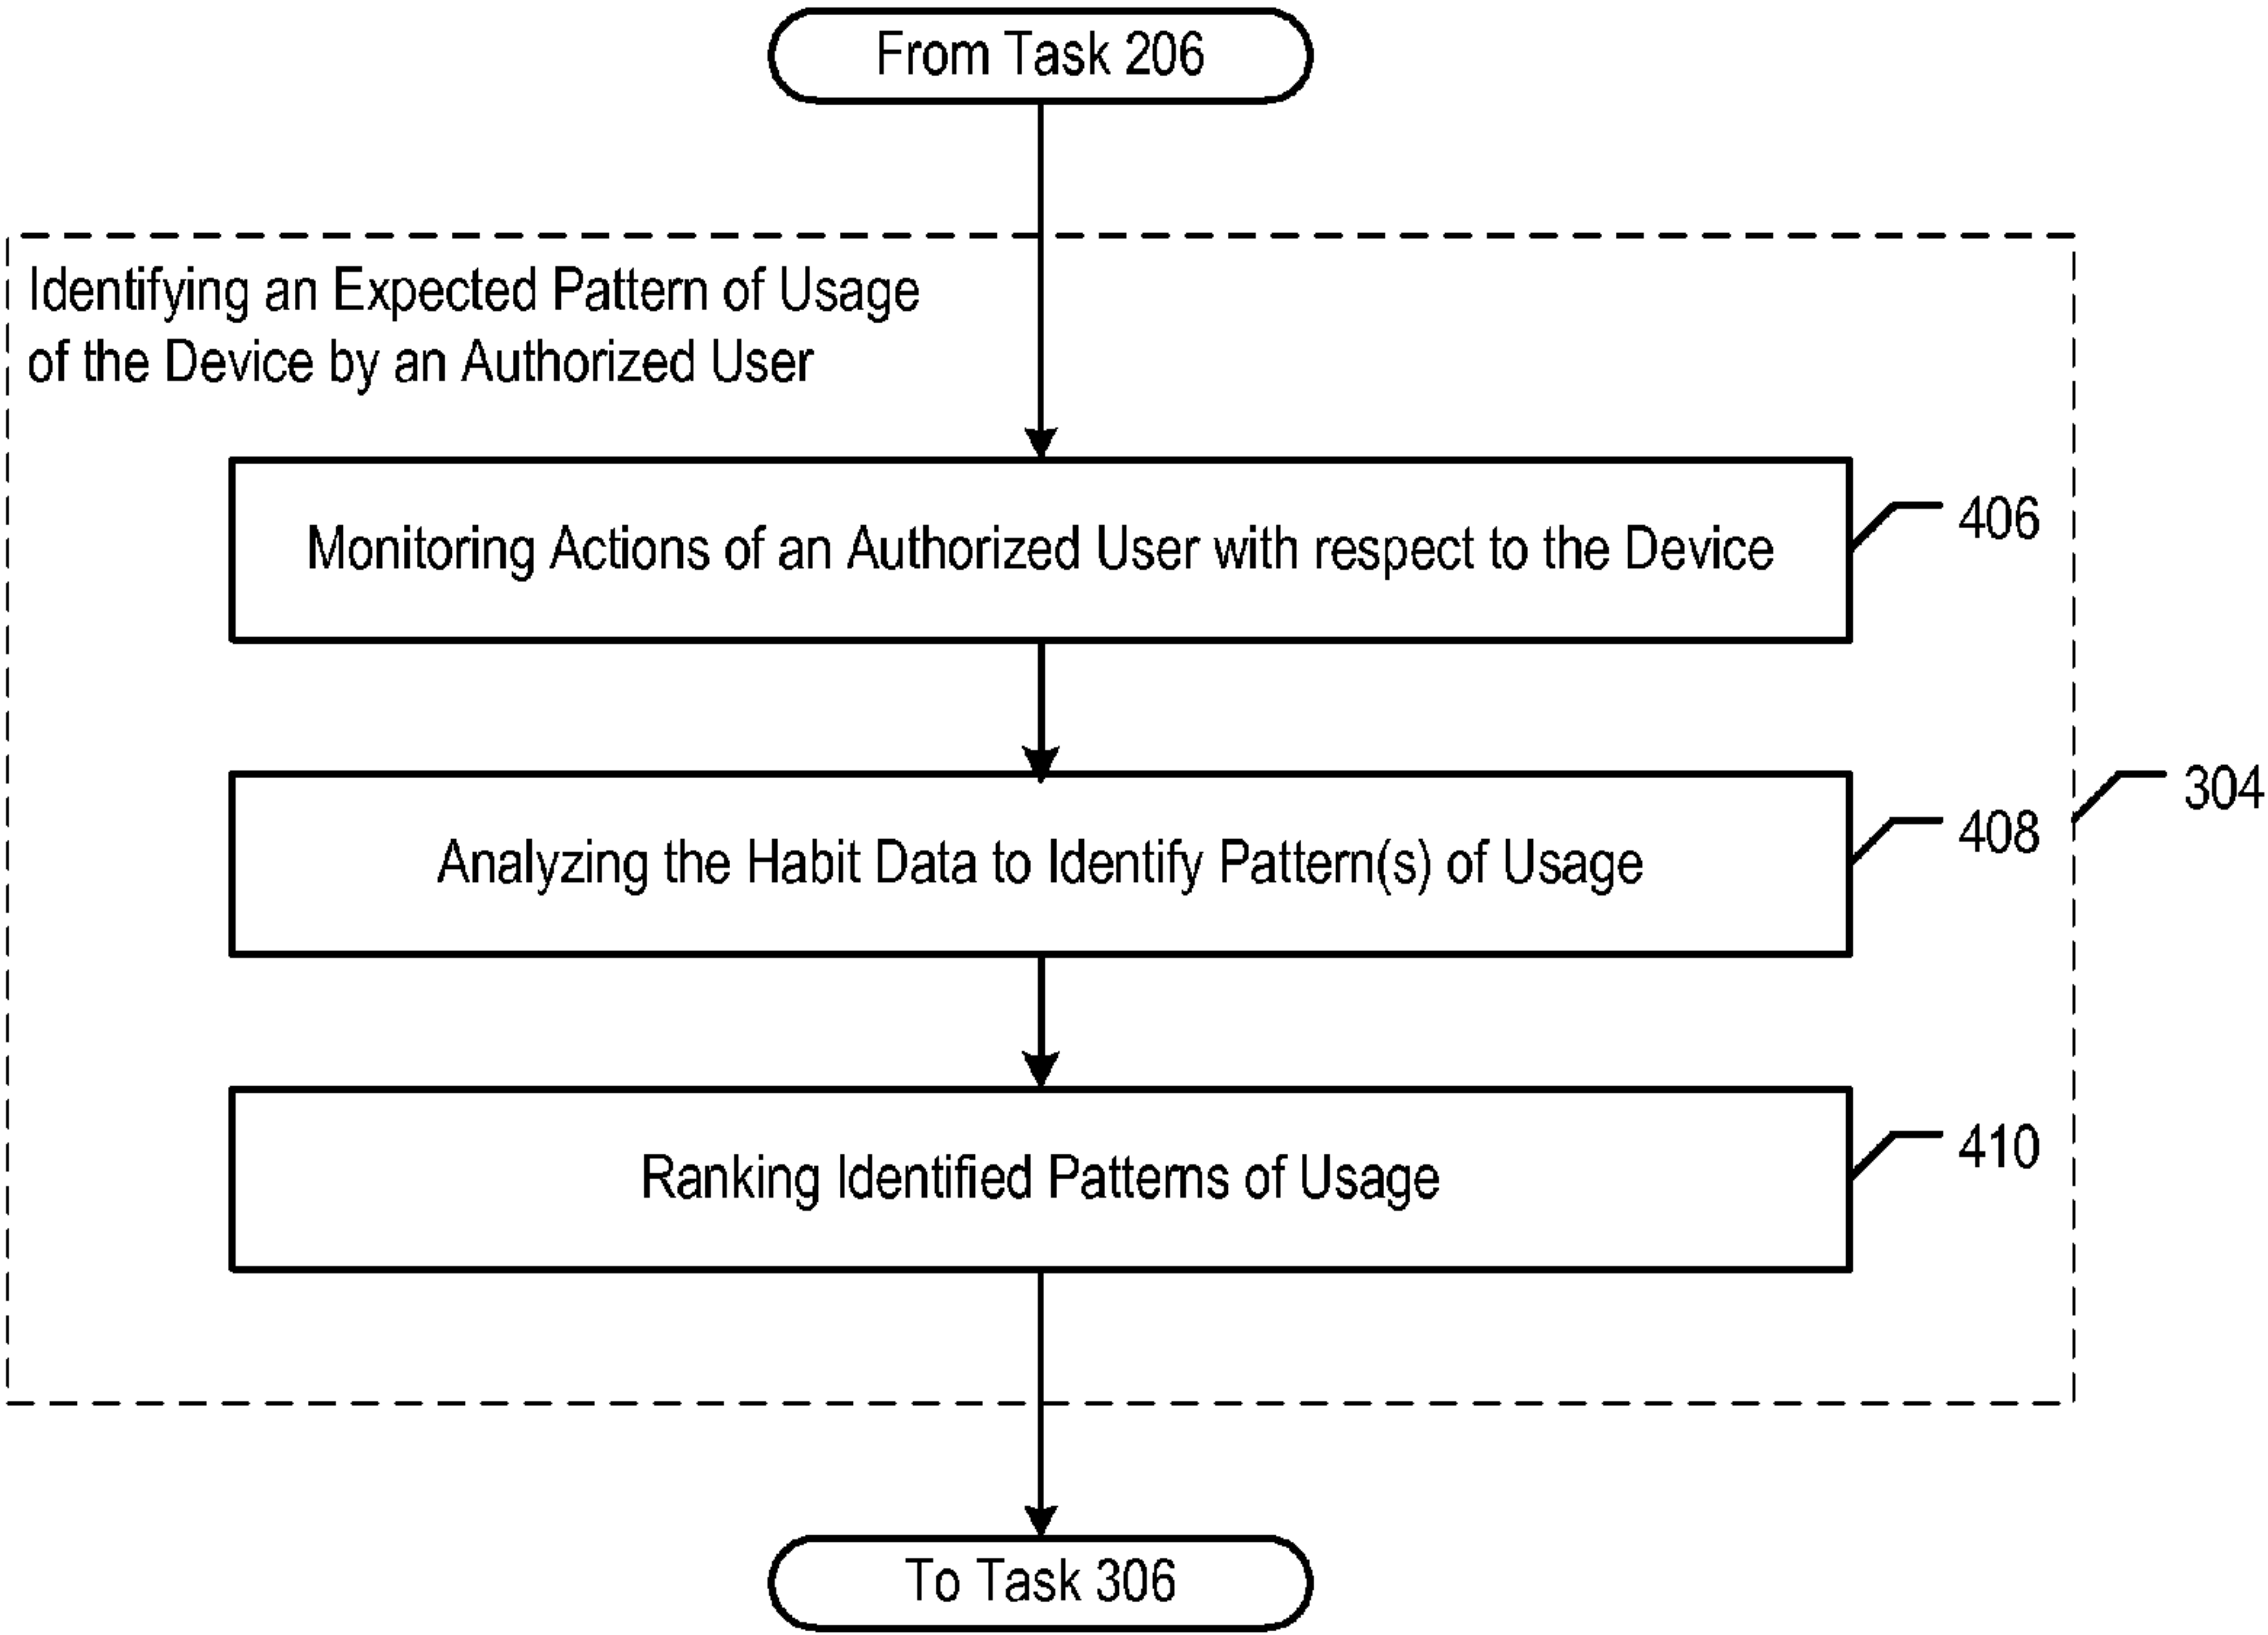 From Task 206
Identifying an Expected Pattern of Usage
of the Device by an Authorized User
Monitoring Actions of an Authorized User with respect to the Device
406
304
Analyzing the Habit Data to Identify Pattern(s) of Usage
408
Ranking Identified Patterns of Usage
410
To Task 306